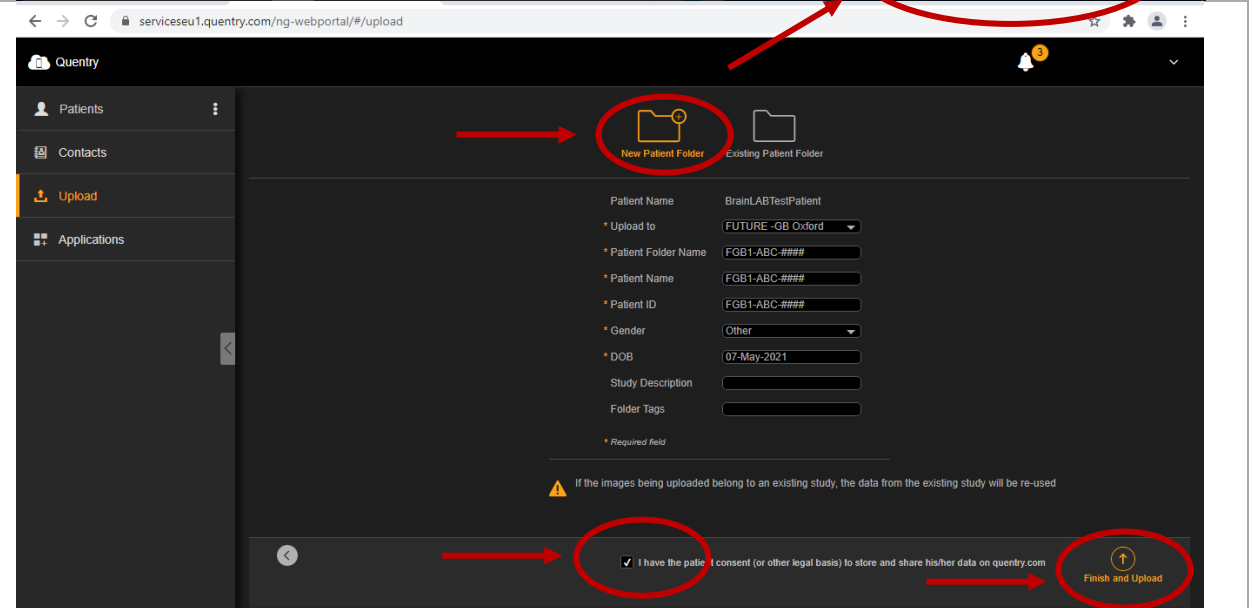 serviceseu1.quentry.com/ng-webportal/#/upload
Quentry
3
Patients
Contacts
Upload
Applications
New Patient Folder
Existing Patient Folder
Patient Name BrainLABTestPatient
* Upload to FUTURE -GB Oxford
* Patient Folder Name FGB1-ABC-####
* Patient Name FGB1-ABC-####
* Patient ID FGB1-ABC-####
* Gender Other
* DOB 07-May-2021
Study Description
Folder Tags
* Required field
If the images being uploaded belong to an existing study, the data from the existing study will be re-used
I have the patient consent (or other legal basis) to store and share his/her data on quentry.com
Finish and Upload